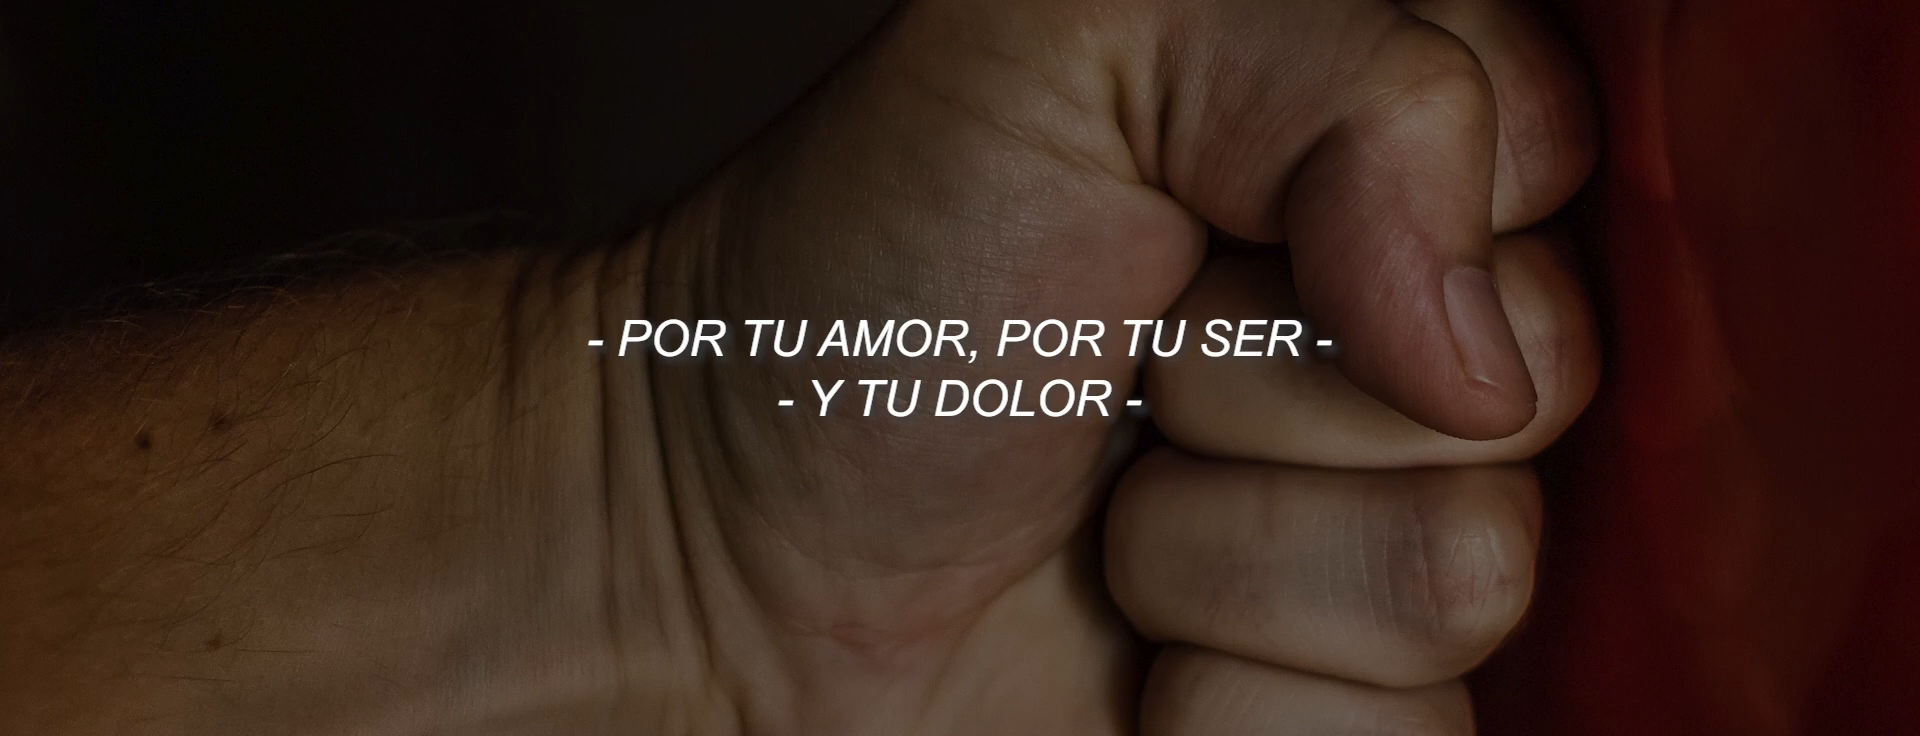 - POR TU AMOR, POR TU SER -
- Y TU DOLOR -